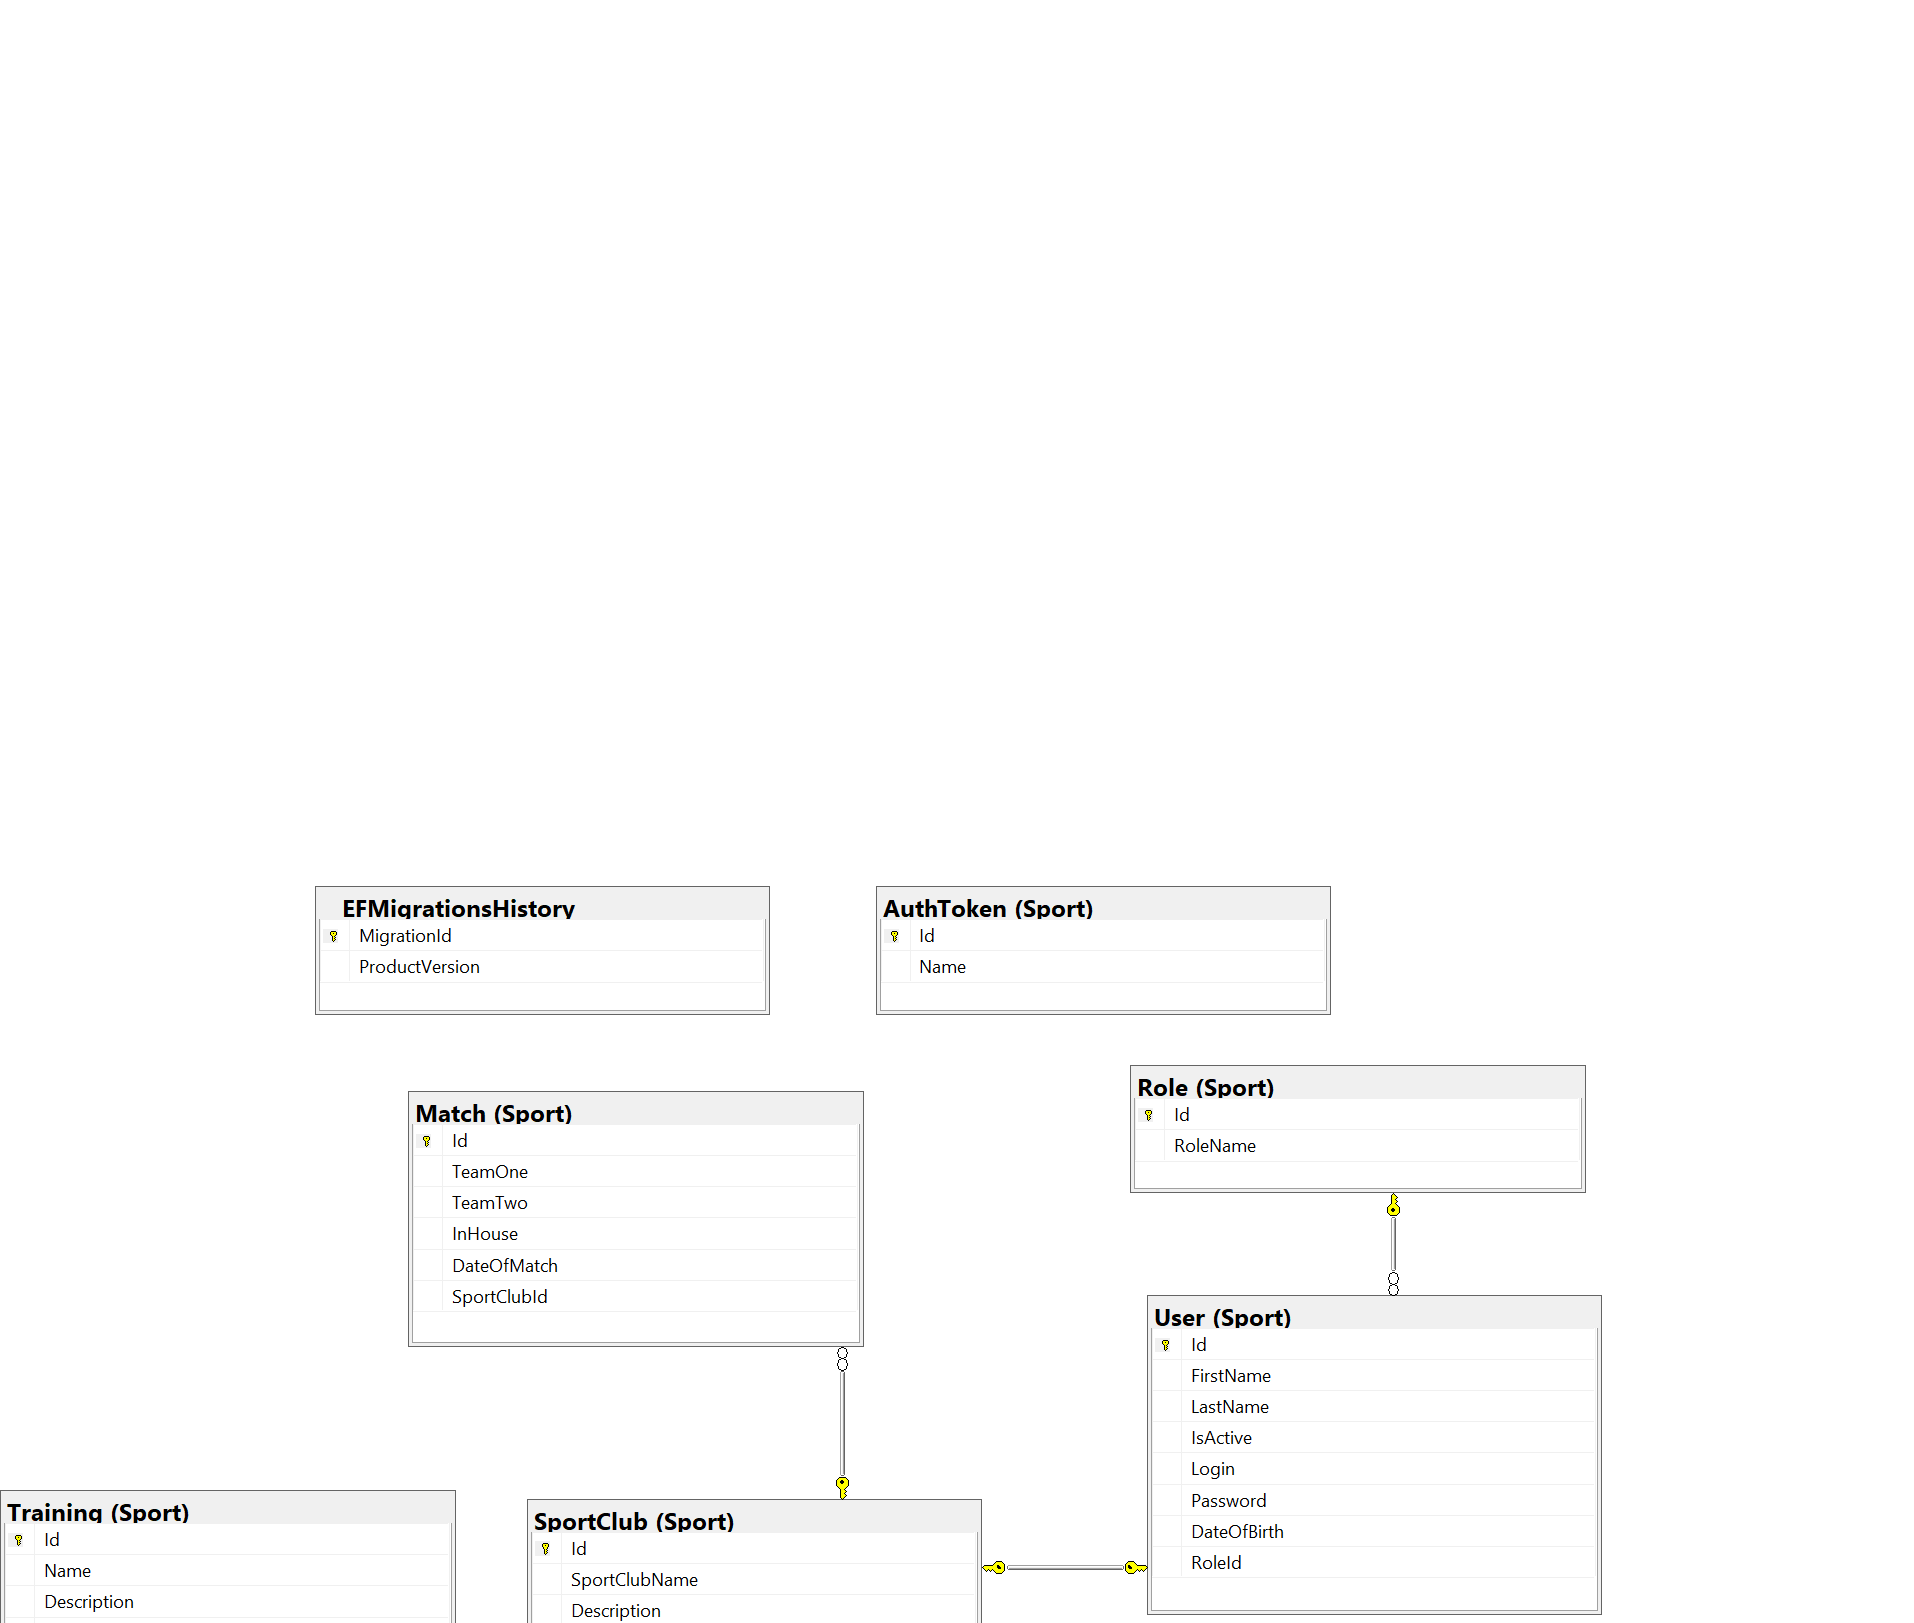 EFMigrationsHistory
MigrationId
ProductVersion
AuthToken (Sport)
Id
Name
Role (Sport)
Id
RoleName
Match (Sport)
Id
TeamOne
TeamTwo
InHouse
DateOfMatch
SportClubId
User (Sport)
Id
FirstName
LastName
IsActive
Login
Password
DateOfBirth
RoleId
Training (Sport)
Id
Name
Description
SportClub (Sport)
Id
SportClubName
Description